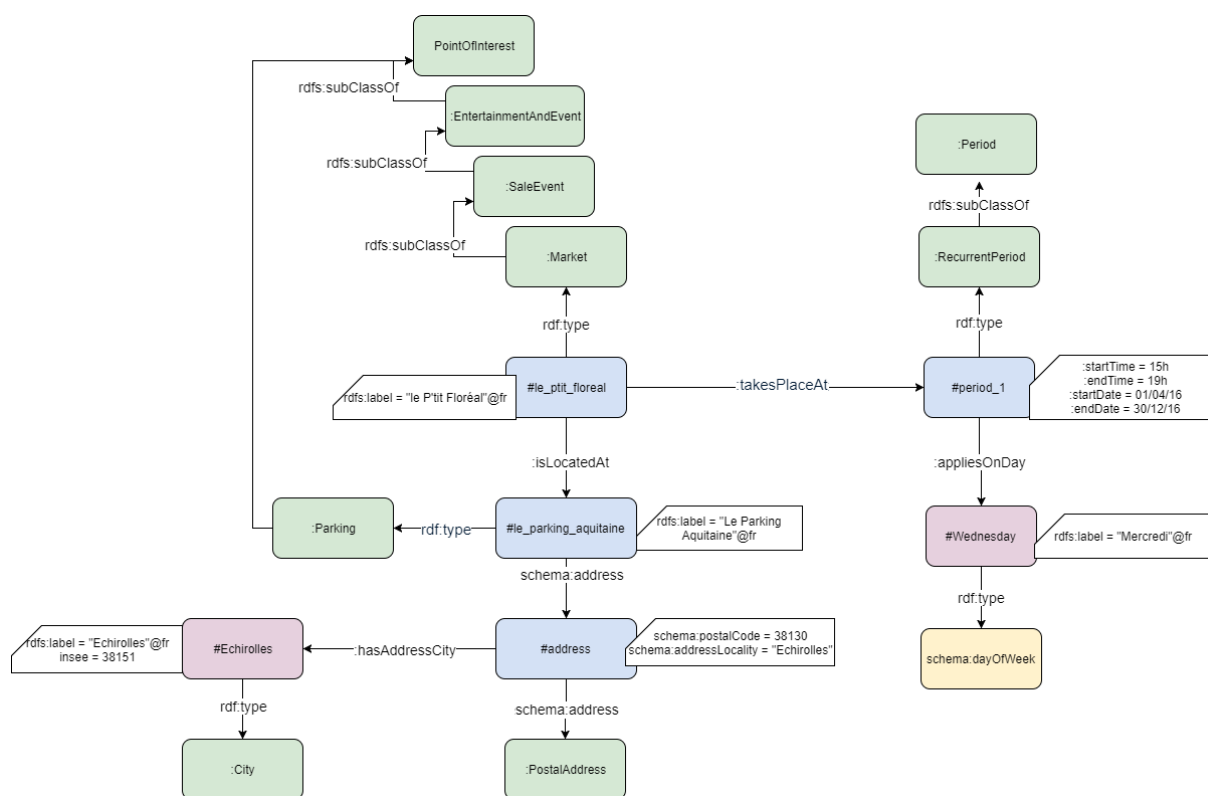 PointOfInterest
rdfs:subClassOf
:EntertainmentAndEvent
:Period
rdfs:subClassOf
:SaleEvent
rdfs:subClassOf
rdfs:subClassOf
:Market
:RecurrentPeriod
rdf:type
rdf:type
rdfs:label = "le P'tit Floréal"@fr
#le_ptit_floreal
:takesPlaceAt
#period_1
:startTime = 15h
:endTime = 19h
:startDate = 01/04/16
:endDate = 30/12/16
:isLocatedAt
:appliesOnDay
:Parking
rdf:type
#le_parking_aquitaine
rdfs:label = "Le Parking
Aquitaine"@fr
#Wednesday
rdfs:label = "Mercredi"@fr
schema:address
rdf:type
rdfs:label = "Echirolles"@fr
insee = 38151
#Echirolles
:hasAddressCity
#address
schema:postalCode = 38130
schema:addressLocality = "Echirolles"
schema:dayOfWeek
rdf:type
schema:address
:City
:PostalAddress